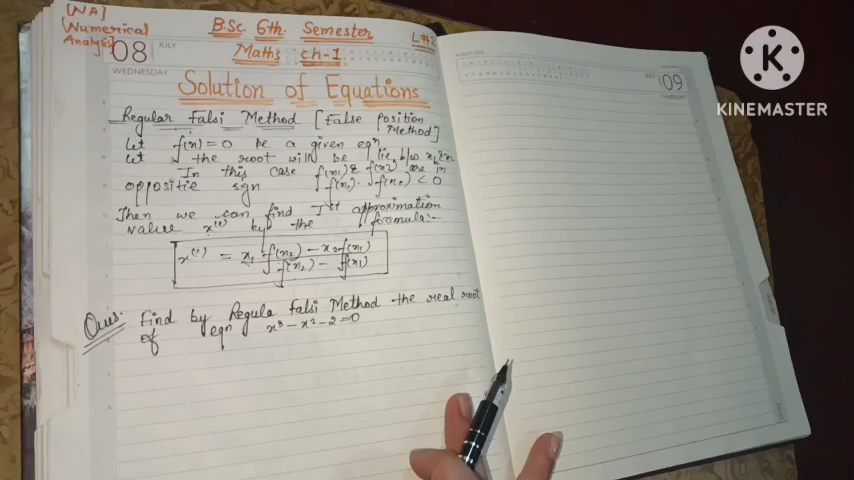 [NA]
[Numerical
Analysis]
B.Sc. 6th Semester
Maths ch-1
08 JULY
WEDNESDAY
Solution of Equations
Regular Falsi Method [False position
Method]
Let f(x)=0 be a given eqn
let the root will be lie b/w x1 & x2
In this case f(x1) & f(x2) are in
oppositie sign f(x1). f(x2) < 0
Then we can find Ist approximation
value x(1) by the formula:-
x(1) = x1 f(x2) - x2 f(x1)
f(x2) - f(x1)
Ques. Find by Regula Falsi Method the real root
of eqn x³-x²-2=0
09
THURSDAY
K
KINEMASTER